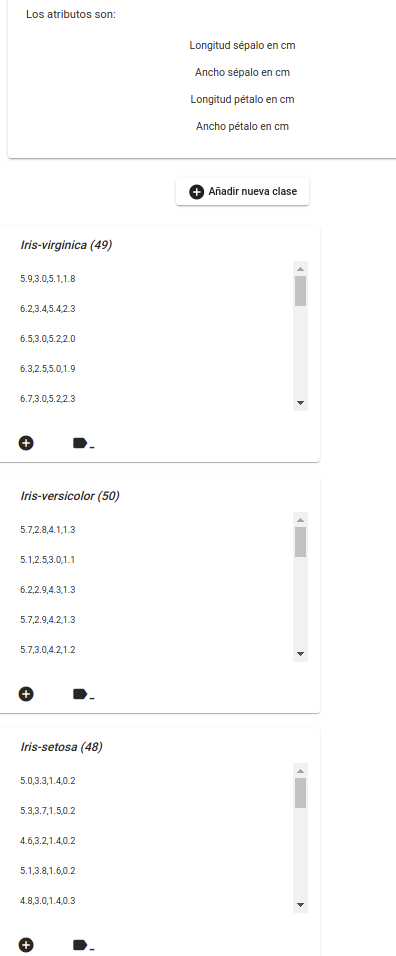 Los atributos son:
Longitud sépalo en cm
Ancho sépalo en cm
Longitud pétalo en cm
Ancho pétalo en cm
Añadir nueva clase
Iris-virginica (49)
5.9,3.0,5.1,1.8
6.2,3.4,5.4,2.3
6.5,3.0,5.2,2.0
6.3,2.5,5.0,1.9
6.7,3.0,5.2,2.3
Iris-versicolor (50)
5.7,2.8,4.1,1.3
5.1,2.5,3.0,1.1
6.2,2.9,4.3,1.3
5.7,2.9,4.2,1.3
5.7,3.0,4.2,1.2
Iris-setosa (48)
5.0,3.3,1.4,0.2
5.3,3.7,1.5,0.2
4.6,3.2,1.4,0.2
5.1,3.8,1.6,0.2
4.8,3.0,1.4,0.3